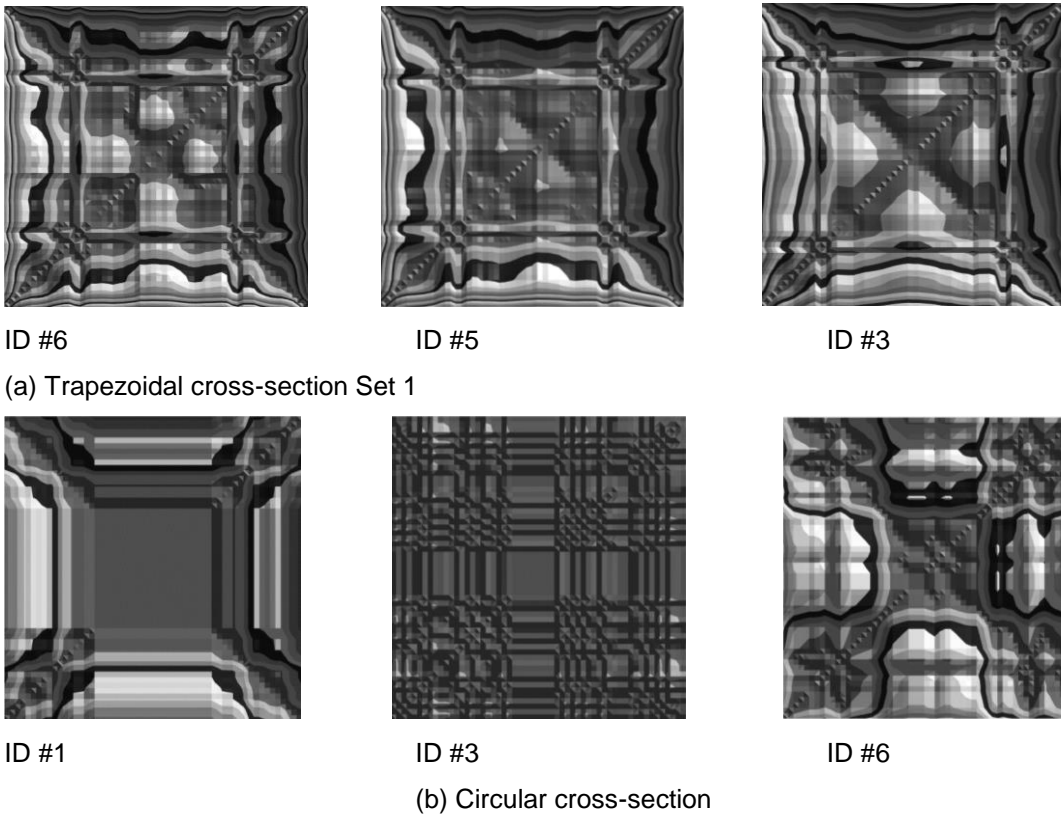 ID #6 ID #5 ID #3
(a) Trapezoidal cross-section Set 1
ID #1 ID #3 ID #6
(b) Circular cross-section